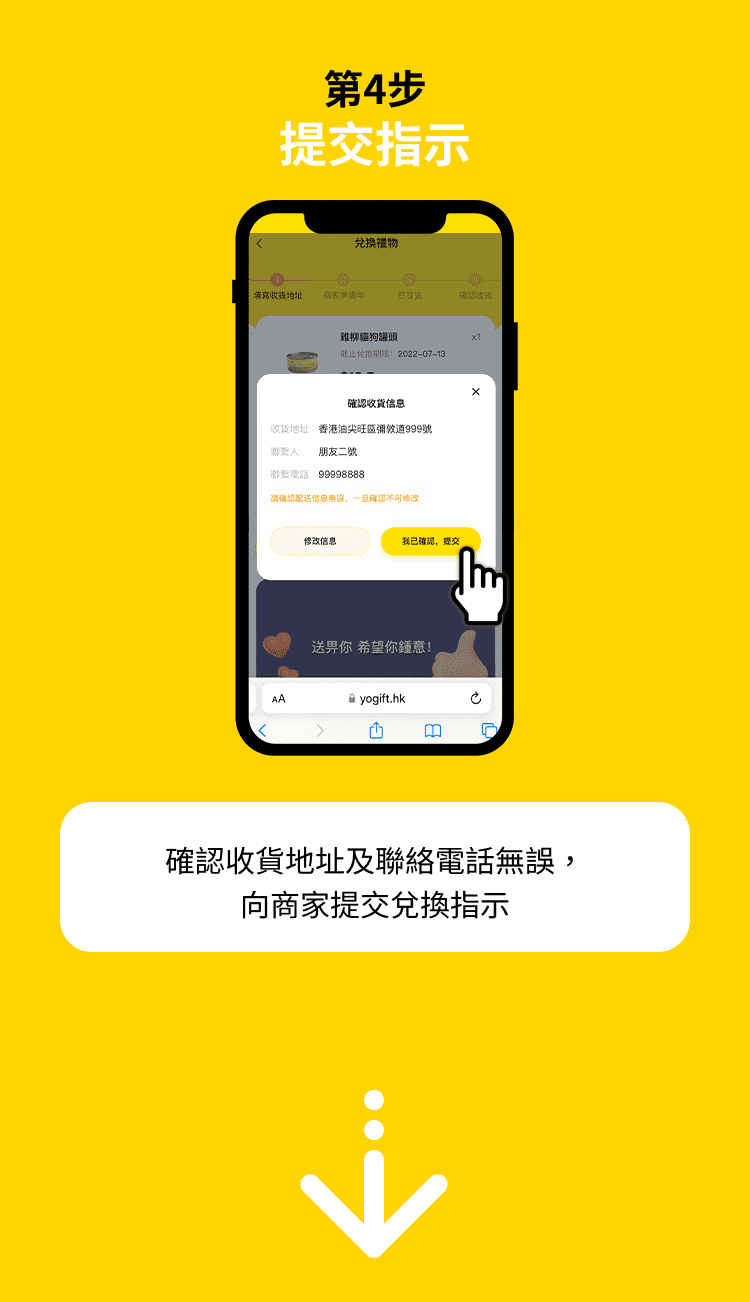 第4步
提交指示
兌換禮物
1
填寫收貨地址 商家準備中 已發貨 確認收貨
雞柳貓狗罐頭 x1
截止兌換期限：2022-07-13
確認收貨信息
收貨地址 香港油尖旺區彌敦道999號
聯繫人 朋友二號
聯繫電話 99998888
請確認配送信息無誤，一旦確認不可修改
修改信息 我已確認，提交
送畀你 希望你鍾意！
AA yogift.hk
確認收貨地址及聯絡電話無誤，
向商家提交兌換指示